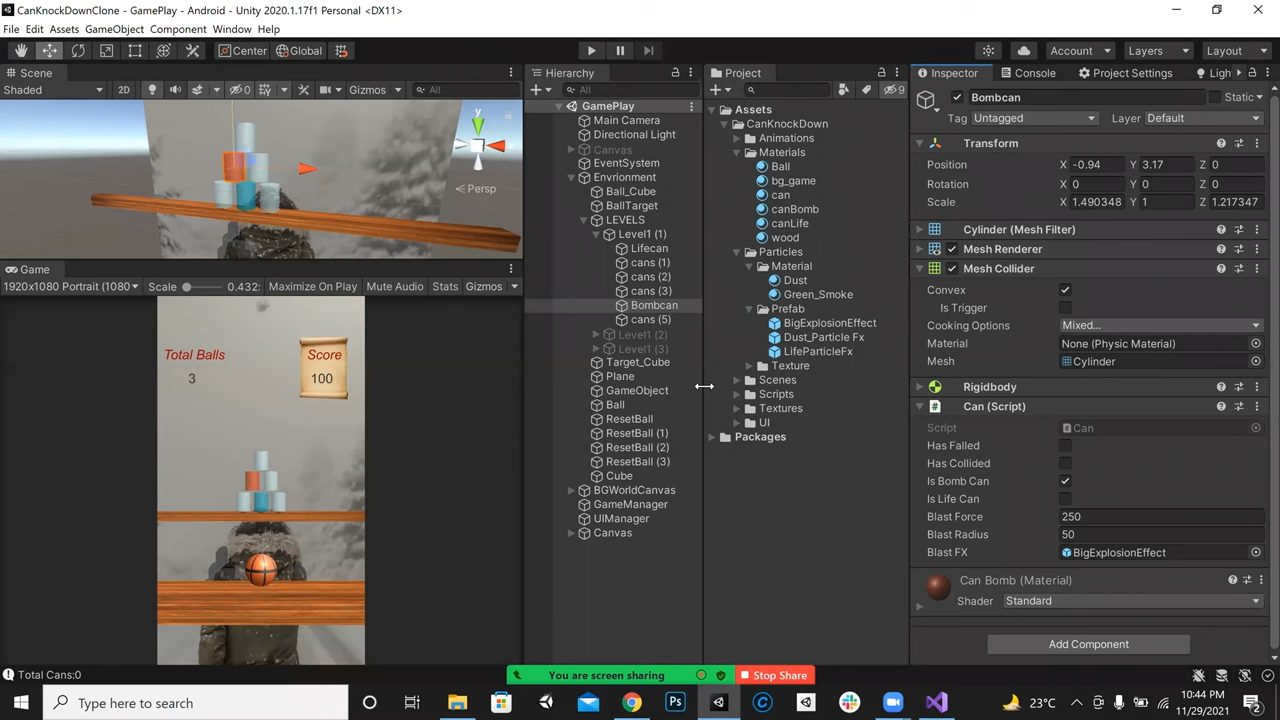 CanKnockDownClone - GamePlay - Android - Unity 2020.1.17f1 Personal <DX11>
File Edit Assets GameObject Component Window Help
Center Global Account Layers Layout
Scene
Shaded 2D 0 Gizmos All
y
Persp
Game
1920x1080 Portrait (1080 Scale 0.432: Maximize On Play Mute Audio Stats Gizmos
Total Balls
3
Score
100
Hierarchy
All
GamePlay
Main Camera
Directional Light
Canvas
EventSystem
Envrionment
Ball_Cube
BallTarget
LEVELS
Level1 (1)
Lifecan
cans (1)
cans (2)
cans (3)
Bombcan
cans (5)
Level1 (2)
Level1 (3)
Target_Cube
Plane
GameObject
Ball
ResetBall
ResetBall (1)
ResetBall (2)
ResetBall (3)
Cube
BGWorldCanvas
GameManager
UIManager
Canvas
Project
9
Assets
CanKnockDown
Animations
Materials
Ball
bg_game
can
canBomb
canLife
wood
Particles
Material
Dust
Green_Smoke
Prefab
BigExplosionEffect
Dust_Particle Fx
LifeParticleFx
Texture
Scenes
Scripts
Textures
UI
Packages
Inspector Console Project Settings Ligh
Bombcan Static
Tag Untagged Layer Default
Transform
Position X -0.94 Y 3.17 Z 0
Rotation X 0 Y 0 Z 0
Scale X 1.490348 Y 1 Z 1.217347
Cylinder (Mesh Filter)
Mesh Renderer
Mesh Collider
Convex
Is Trigger
Cooking Options Mixed...
Material None (Physic Material)
Mesh Cylinder
Rigidbody
# Can (Script)
Script Can
Has Falled
Has Collided
Is Bomb Can
Is Life Can
Blast Force 250
Blast Radius 50
Blast FX BigExplosionEffect
Can Bomb (Material)
Shader Standard
Add Component
Total Cans:0
You are screen sharing Stop Share
Type here to search
Ps
23°C
10:44 PM
11/29/2021